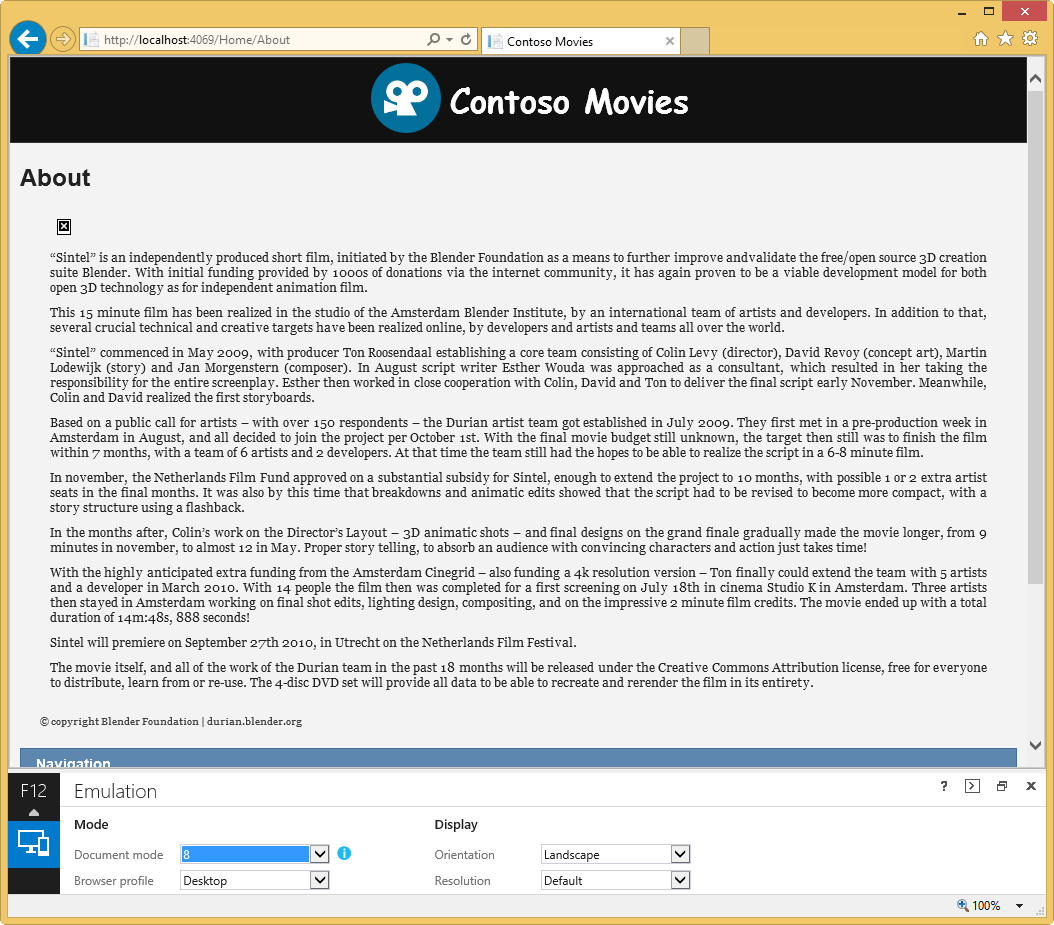 http://localhost:4069/Home/About
Contoso Movies
Contoso Movies
About
“Sintel” is an independently produced short film, initiated by the Blender Foundation as a means to further improve andvalidate the free/open source 3D creation
suite Blender. With initial funding provided by 1000s of donations via the internet community, it has again proven to be a viable development model for both
open 3D technology as for independent animation film.
This 15 minute film has been realized in the studio of the Amsterdam Blender Institute, by an international team of artists and developers. In addition to that,
several crucial technical and creative targets have been realized online, by developers and artists and teams all over the world.
“Sintel” commenced in May 2009, with producer Ton Roosendaal establishing a core team consisting of Colin Levy (director), David Revoy (concept art), Martin
Lodewijk (story) and Jan Morgenstern (composer). In August script writer Esther Wouda was approached as a consultant, which resulted in her taking the
responsibility for the entire screenplay. Esther then worked in close cooperation with Colin, David and Ton to deliver the final script early November. Meanwhile,
Colin and David realized the first storyboards.
Based on a public call for artists – with over 150 respondents – the Durian artist team got established in July 2009. They first met in a pre-production week in
Amsterdam in August, and all decided to join the project per October 1st. With the final movie budget still unknown, the target then still was to finish the film
within 7 months, with a team of 6 artists and 2 developers. At that time the team still had the hopes to be able to realize the script in a 6-8 minute film.
In november, the Netherlands Film Fund approved on a substantial subsidy for Sintel, enough to extend the project to 10 months, with possible 1 or 2 extra artist
seats in the final months. It was also by this time that breakdowns and animatic edits showed that the script had to be revised to become more compact, with a
story structure using a flashback.
In the months after, Colin’s work on the Director’s Layout – 3D animatic shots – and final designs on the grand finale gradually made the movie longer, from 9
minutes in november, to almost 12 in May. Proper story telling, to absorb an audience with convincing characters and action just takes time!
With the highly anticipated extra funding from the Amsterdam Cinegrid – also funding a 4k resolution version – Ton finally could extend the team with 5 artists
and a developer in March 2010. With 14 people the film then was completed for a first screening on July 18th in cinema Studio K in Amsterdam. Three artists
then stayed in Amsterdam working on final shot edits, lighting design, compositing, and on the impressive 2 minute film credits. The movie ended up with a total
duration of 14m:48s, 888 seconds!
Sintel will premiere on September 27th 2010, in Utrecht on the Netherlands Film Festival.
The movie itself, and all of the work of the Durian team in the past 18 months will be released under the Creative Commons Attribution license, free for everyone
to distribute, learn from or re-use. The 4-disc DVD set will provide all data to be able to recreate and rerender the film in its entirety.
© copyright Blender Foundation | durian.blender.org
Navigation
F12 Emulation ?
Mode Display
Document mode 8 Orientation Landscape
Browser profile Desktop Resolution Default
100%